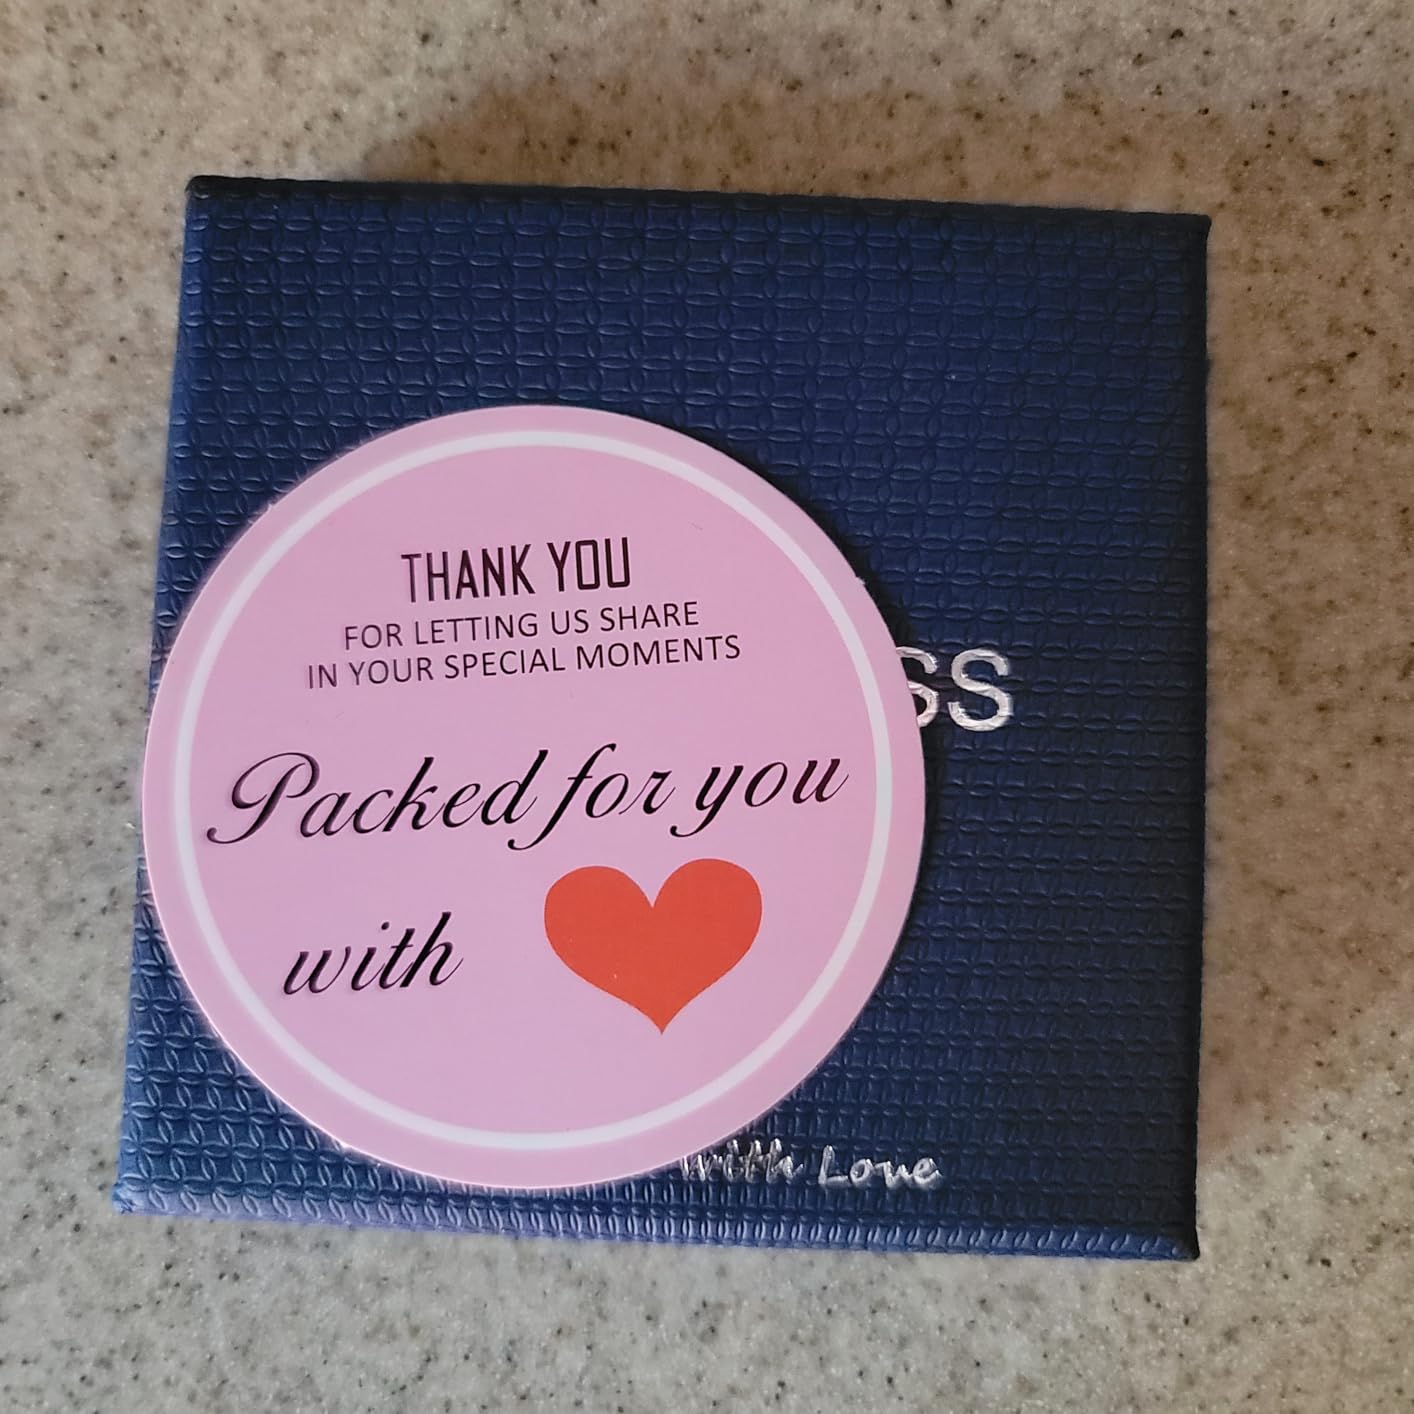 THANK YOU
FOR LETTING US SHARE
IN YOUR SPECIAL MOMENTS
SS
Packed for you
with
with Love